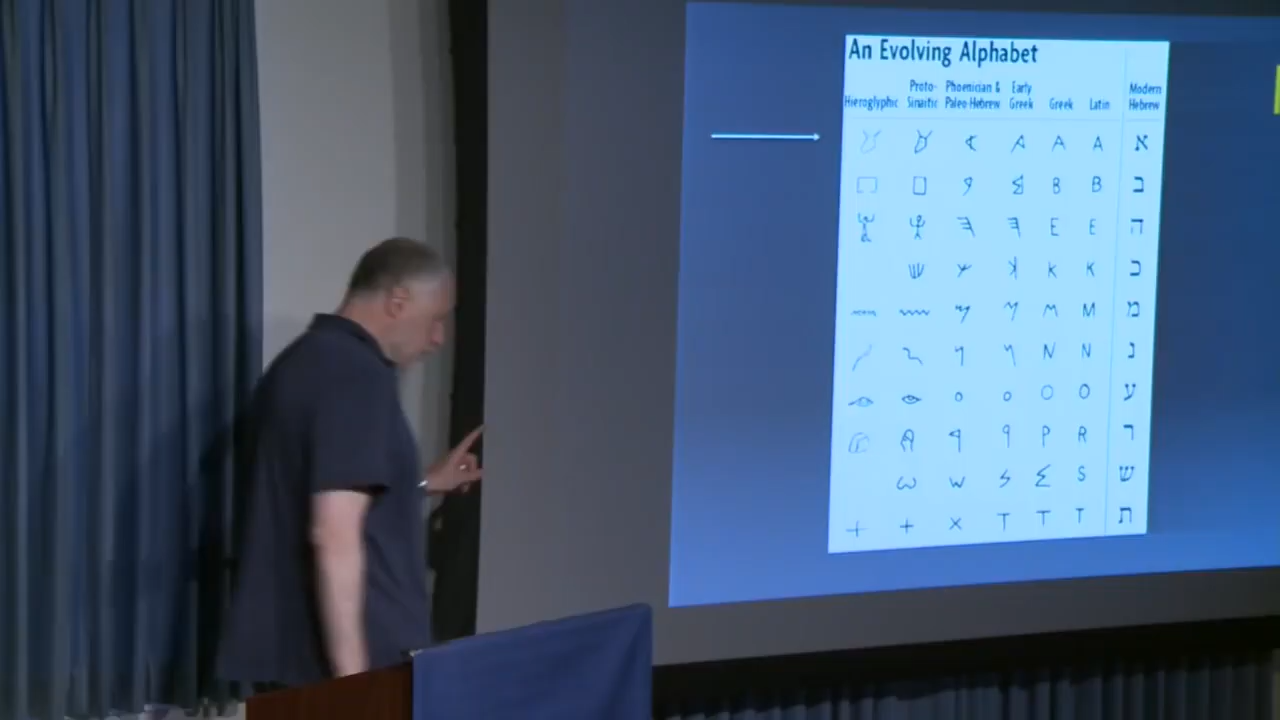 An Evolving Alphabet
Hieroglyphic Proto-Sinaitic Phoenician & Paleo-Hebrew Early Greek Greek Latin Modern Hebrew
A A A א
B B ב
E E ה
K K כ
M M מ
N N נ
o o O O ע
P R ר
Σ S ש
+ + × T T T ת